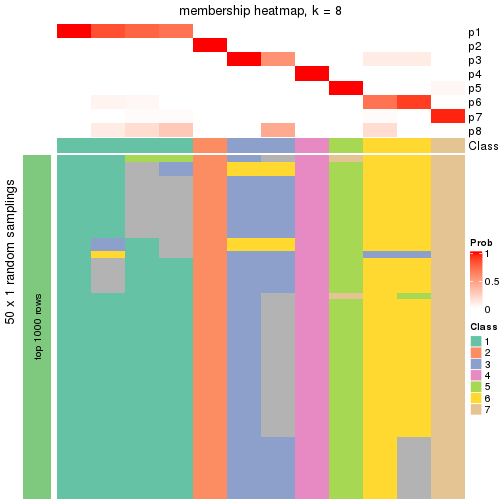 membership heatmap, k = 8
p1
p2
p3
p4
p5
p6
p7
p8
Class
50 x 1 random samplings
top 1000 rows
Prob
1
0.5
0
Class
1
2
3
4
5
6
7